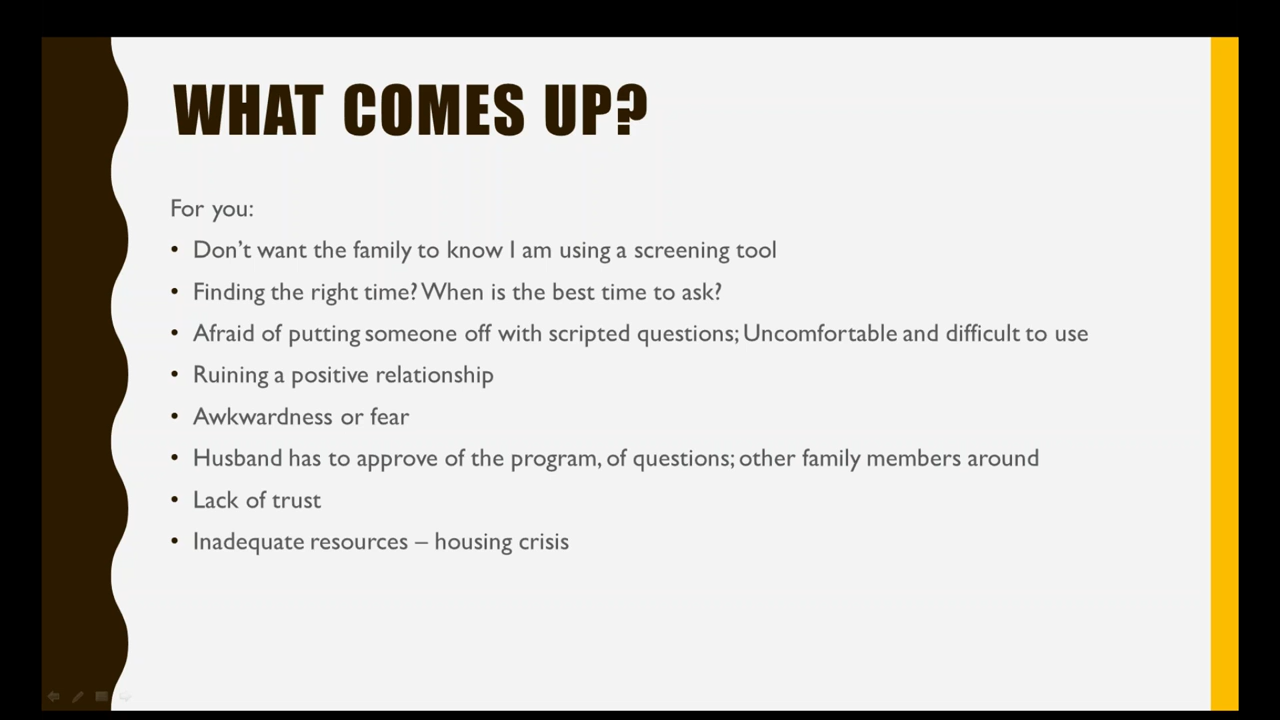 WHAT COMES UP?
For you:
• Don't want the family to know I am using a screening tool
• Finding the right time? When is the best time to ask?
• Afraid of putting someone off with scripted questions; Uncomfortable and difficult to use
• Ruining a positive relationship
• Awkwardness or fear
• Husband has to approve of the program, of questions; other family members around
• Lack of trust
• Inadequate resources – housing crisis